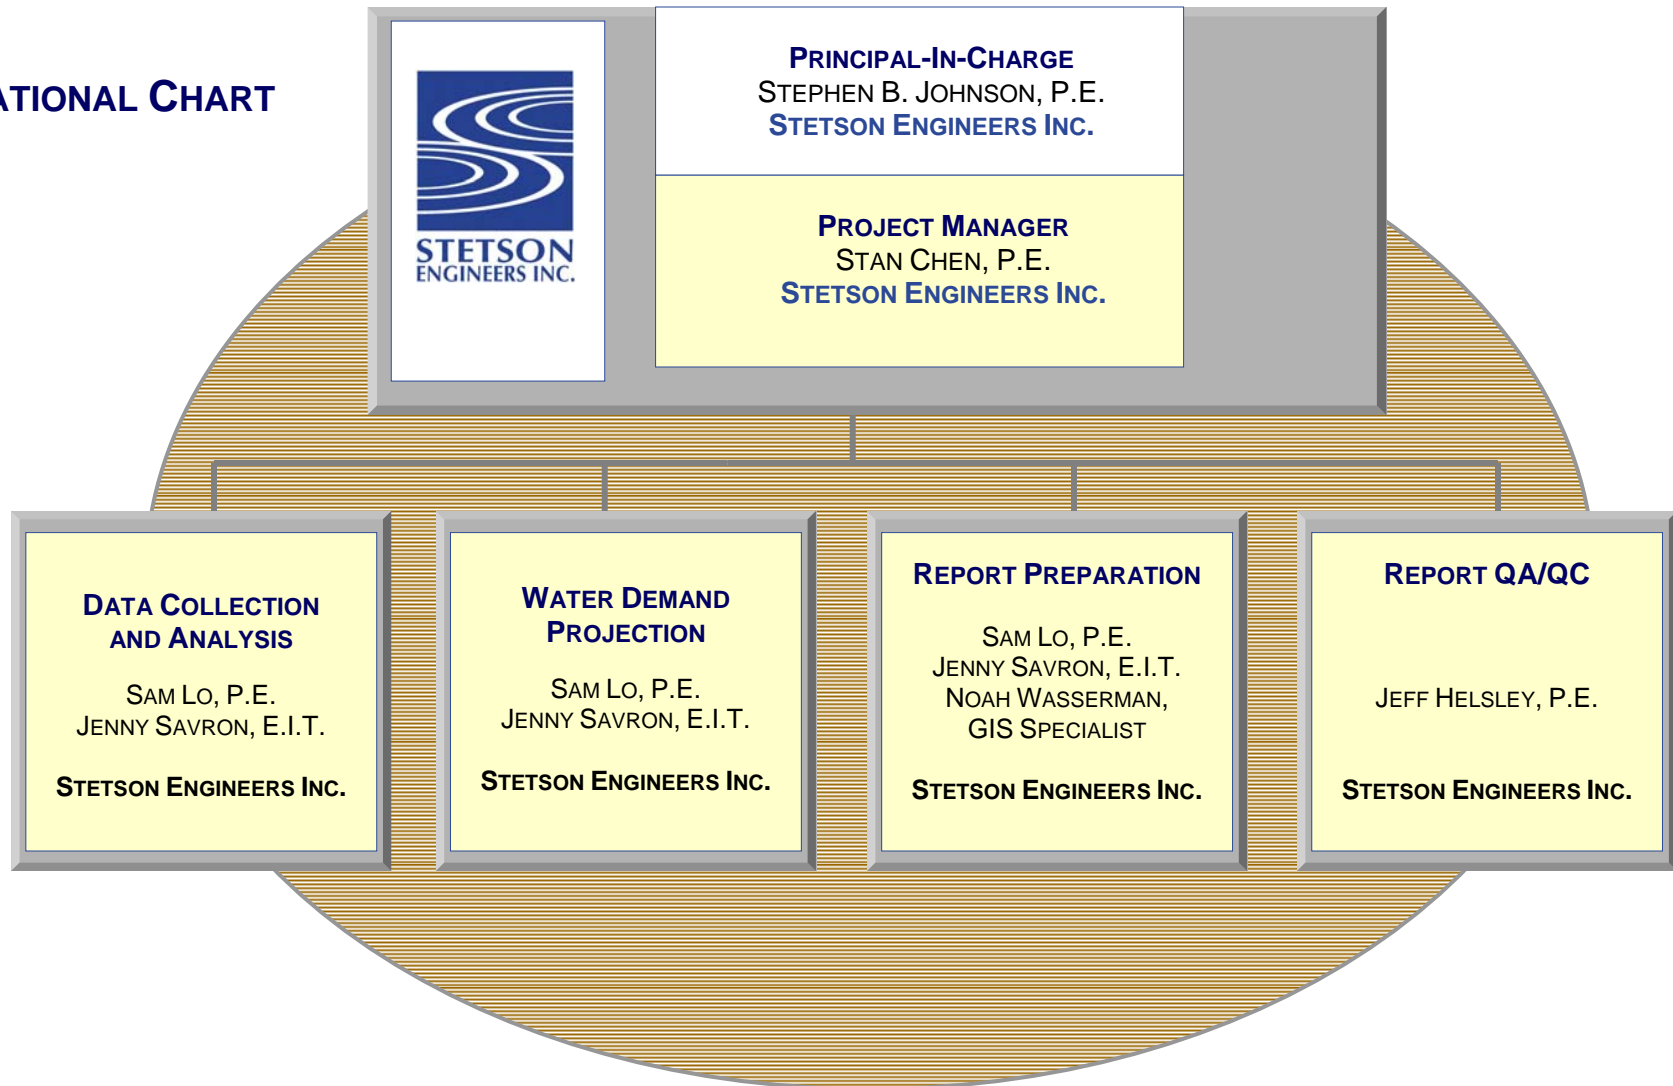 ATIONAL CHART
STETSON
ENGINEERS INC.
PRINCIPAL-IN-CHARGE
STEPHEN B. JOHNSON, P.E.
STETSON ENGINEERS INC.
PROJECT MANAGER
STAN CHEN, P.E.
STETSON ENGINEERS INC.
DATA COLLECTION
AND ANALYSIS
SAM LO, P.E.
JENNY SAVRON, E.I.T.
STETSON ENGINEERS INC.
WATER DEMAND
PROJECTION
SAM LO, P.E.
JENNY SAVRON, E.I.T.
STETSON ENGINEERS INC.
REPORT PREPARATION
SAM LO, P.E.
JENNY SAVRON, E.I.T.
NOAH WASSERMAN,
GIS SPECIALIST
STETSON ENGINEERS INC.
REPORT QA/QC
JEFF HELSLEY, P.E.
STETSON ENGINEERS INC.